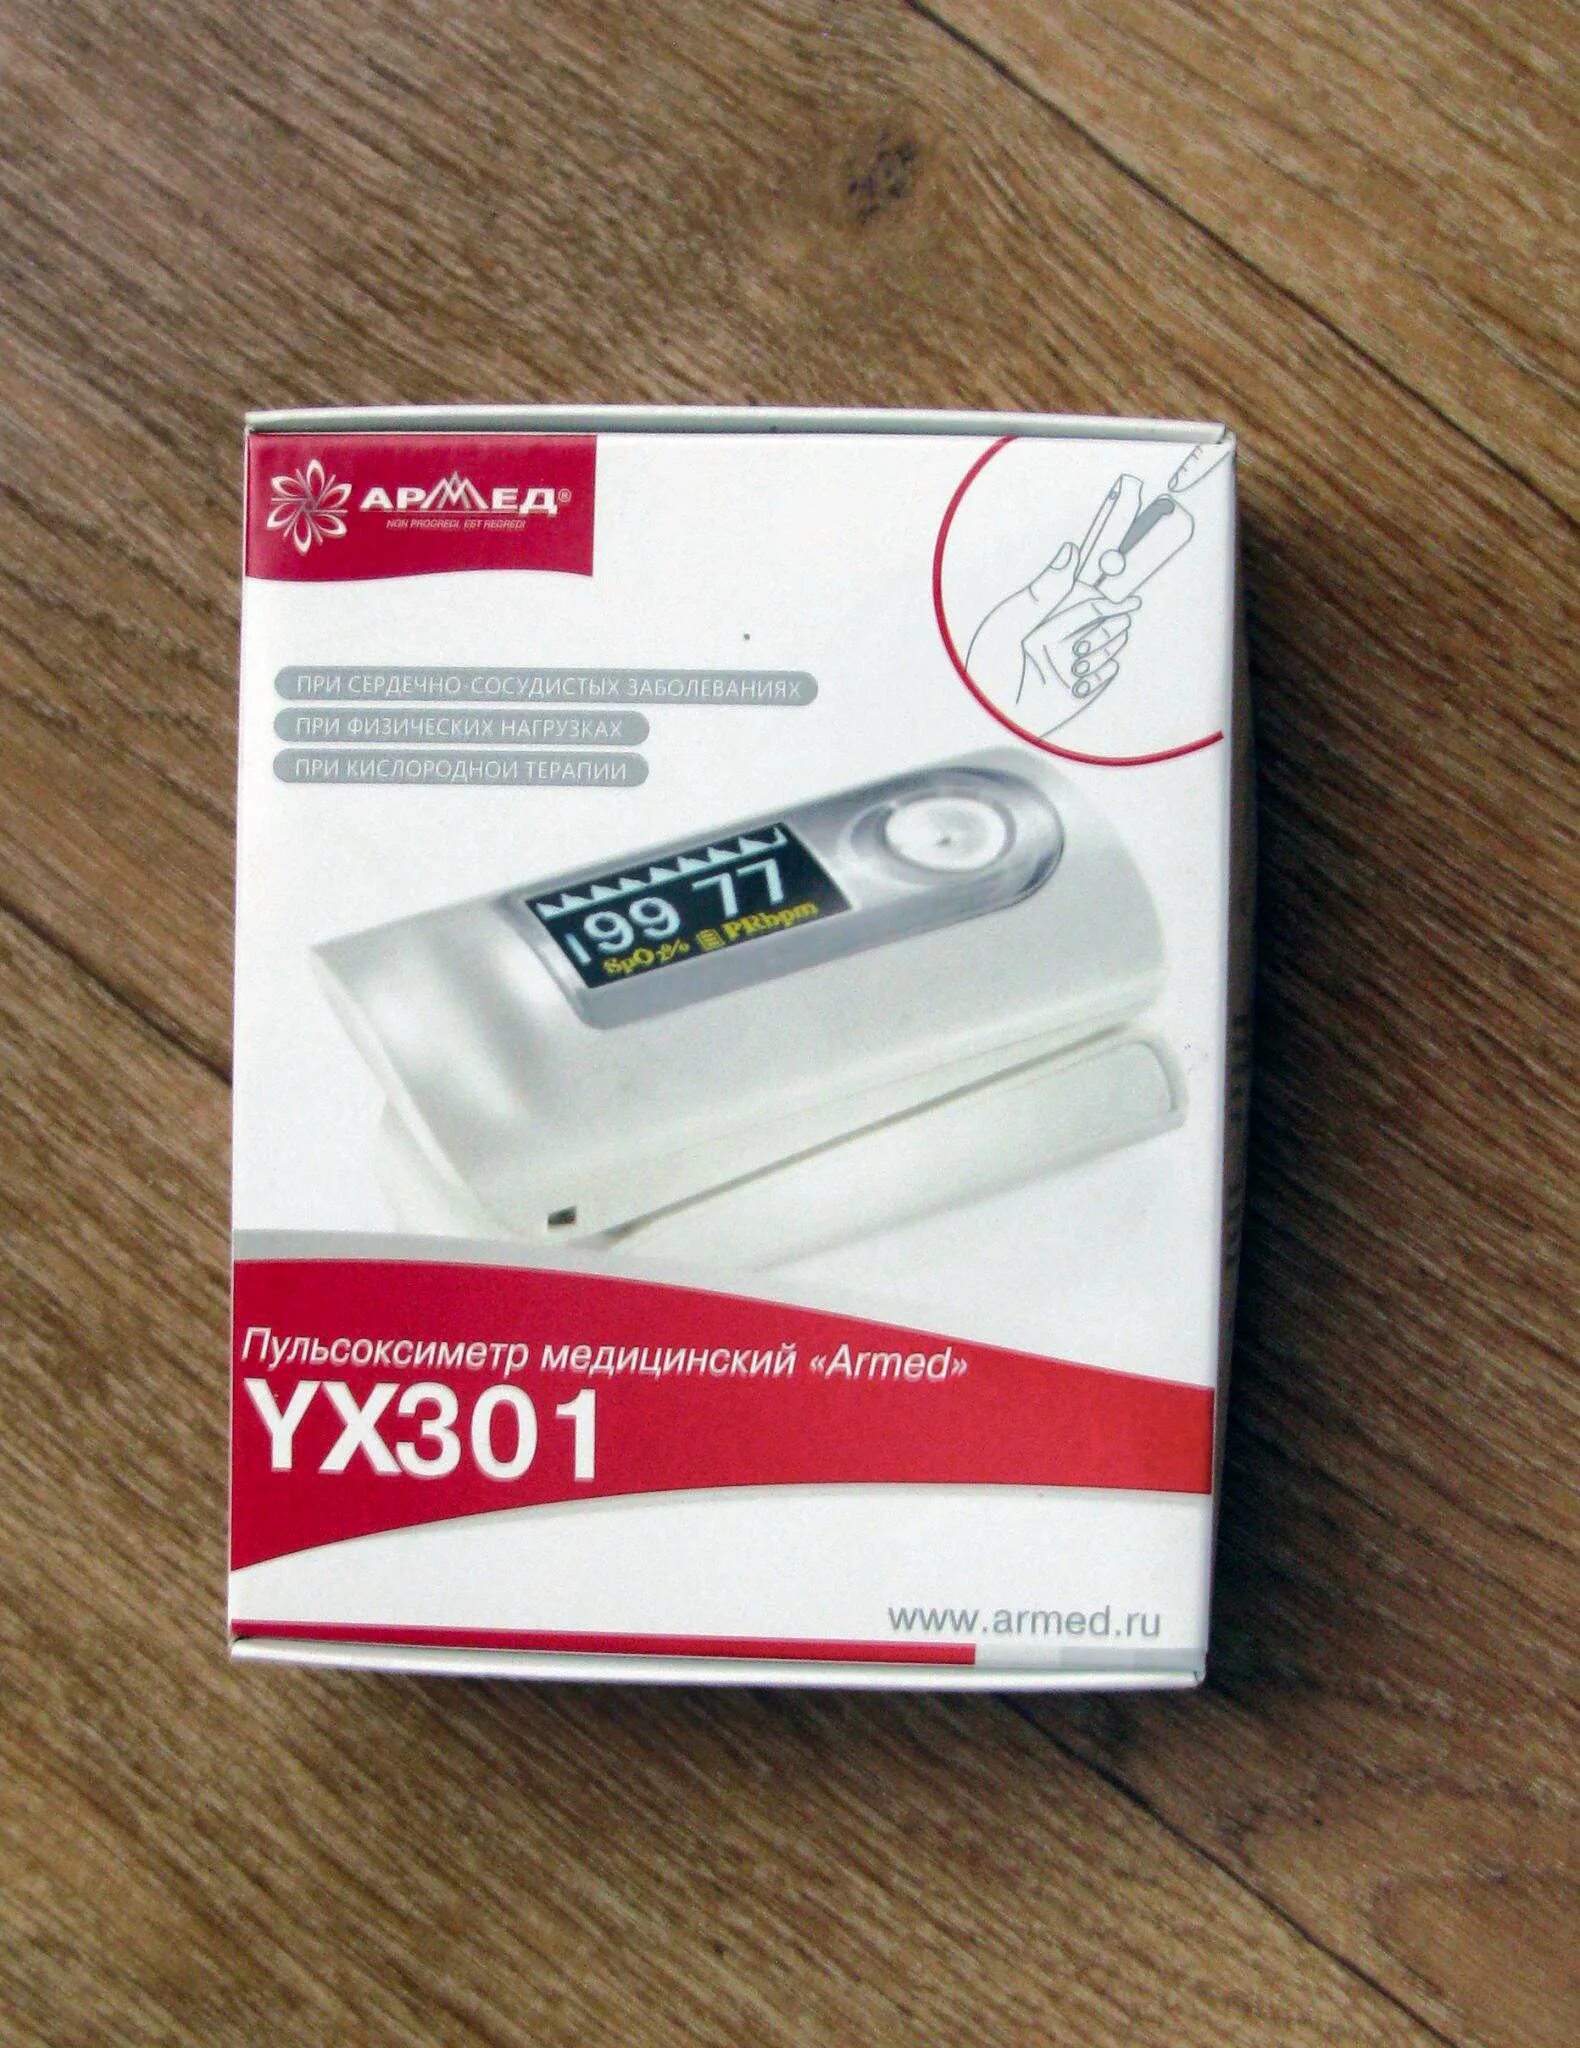 АРМЕД®
NON PROGREDI, EST REGREDI
ПРИ СЕРДЕЧНО-СОСУДИСТЫХ ЗАБОЛЕВАНИЯХ
ПРИ ФИЗИЧЕСКИХ НАГРУЗКАХ
ПРИ КИСЛОРОДНОЙ ТЕРАПИИ
99 77
SpO₂% PRbpm
Пульсоксиметр медицинский «Armed»
YX301
www.armed.ru